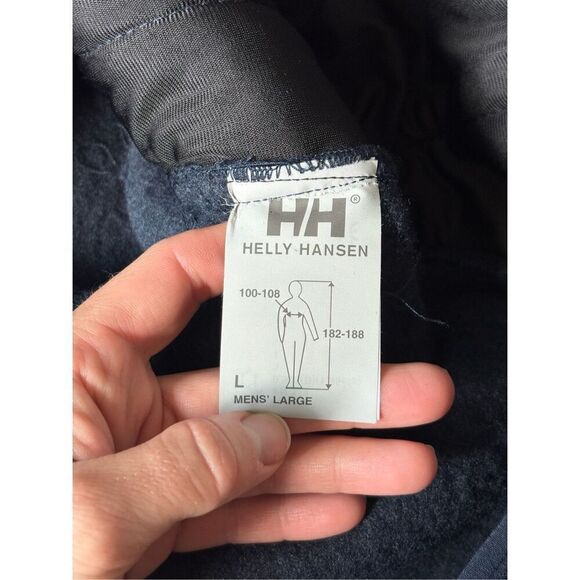 HH®
HELLY HANSEN
100-108
182-188
L
MENS' LARGE